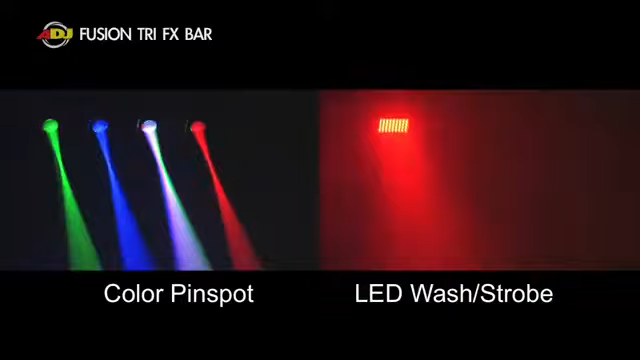 ADJ FUSION TRI FX BAR
Color Pinspot
LED Wash/Strobe